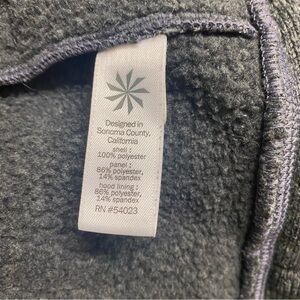 Designed in
Sonoma County,
California
shell :
100% polyester
panel :
86% polyester,
14% spandex
hood lining :
86% polyester,
14% spandex
RN #54023